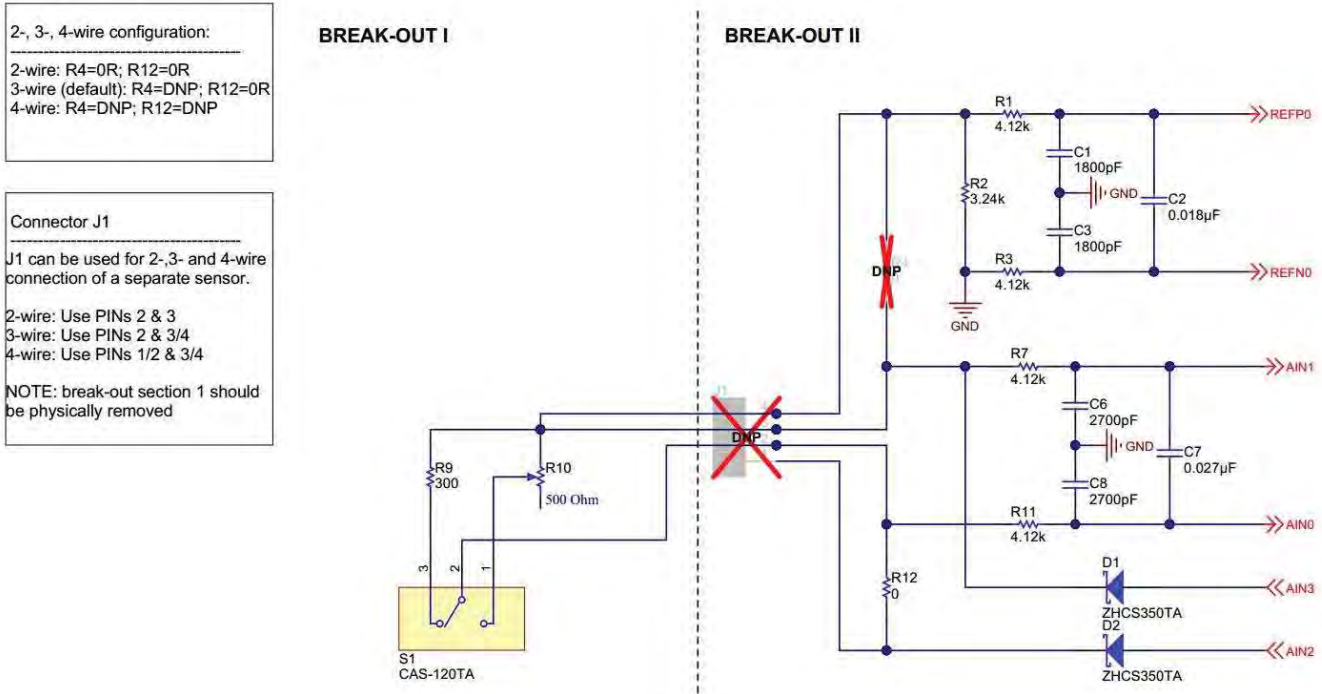 2-, 3-, 4-wire configuration:
2-wire: R4=0R; R12=0R
3-wire (default): R4=DNP; R12=0R
4-wire: R4=DNP; R12=DNP
Connector J1
J1 can be used for 2-,3- and 4-wire
connection of a separate sensor.
2-wire: Use PINs 2 & 3
3-wire: Use PINs 2 & 3/4
4-wire: Use PINs 1/2 & 3/4
NOTE: break-out section 1 should
be physically removed
BREAK-OUT I
BREAK-OUT II
R1
4.12k
REFP0
C1
1800pF
R2
3.24k
GND
C2
0.018µF
C3
1800pF
DNP
R3
4.12k
REFN0
GND
R7
4.12k
AIN1
J1
DNP
C6
2700pF
GND
C7
0.027µF
R9
300
R10
500 Ohm
C8
2700pF
R11
4.12k
AIN0
3
2
1
R12
0
D1
ZHCS350TA
AIN3
D2
ZHCS350TA
AIN2
S1
CAS-120TA